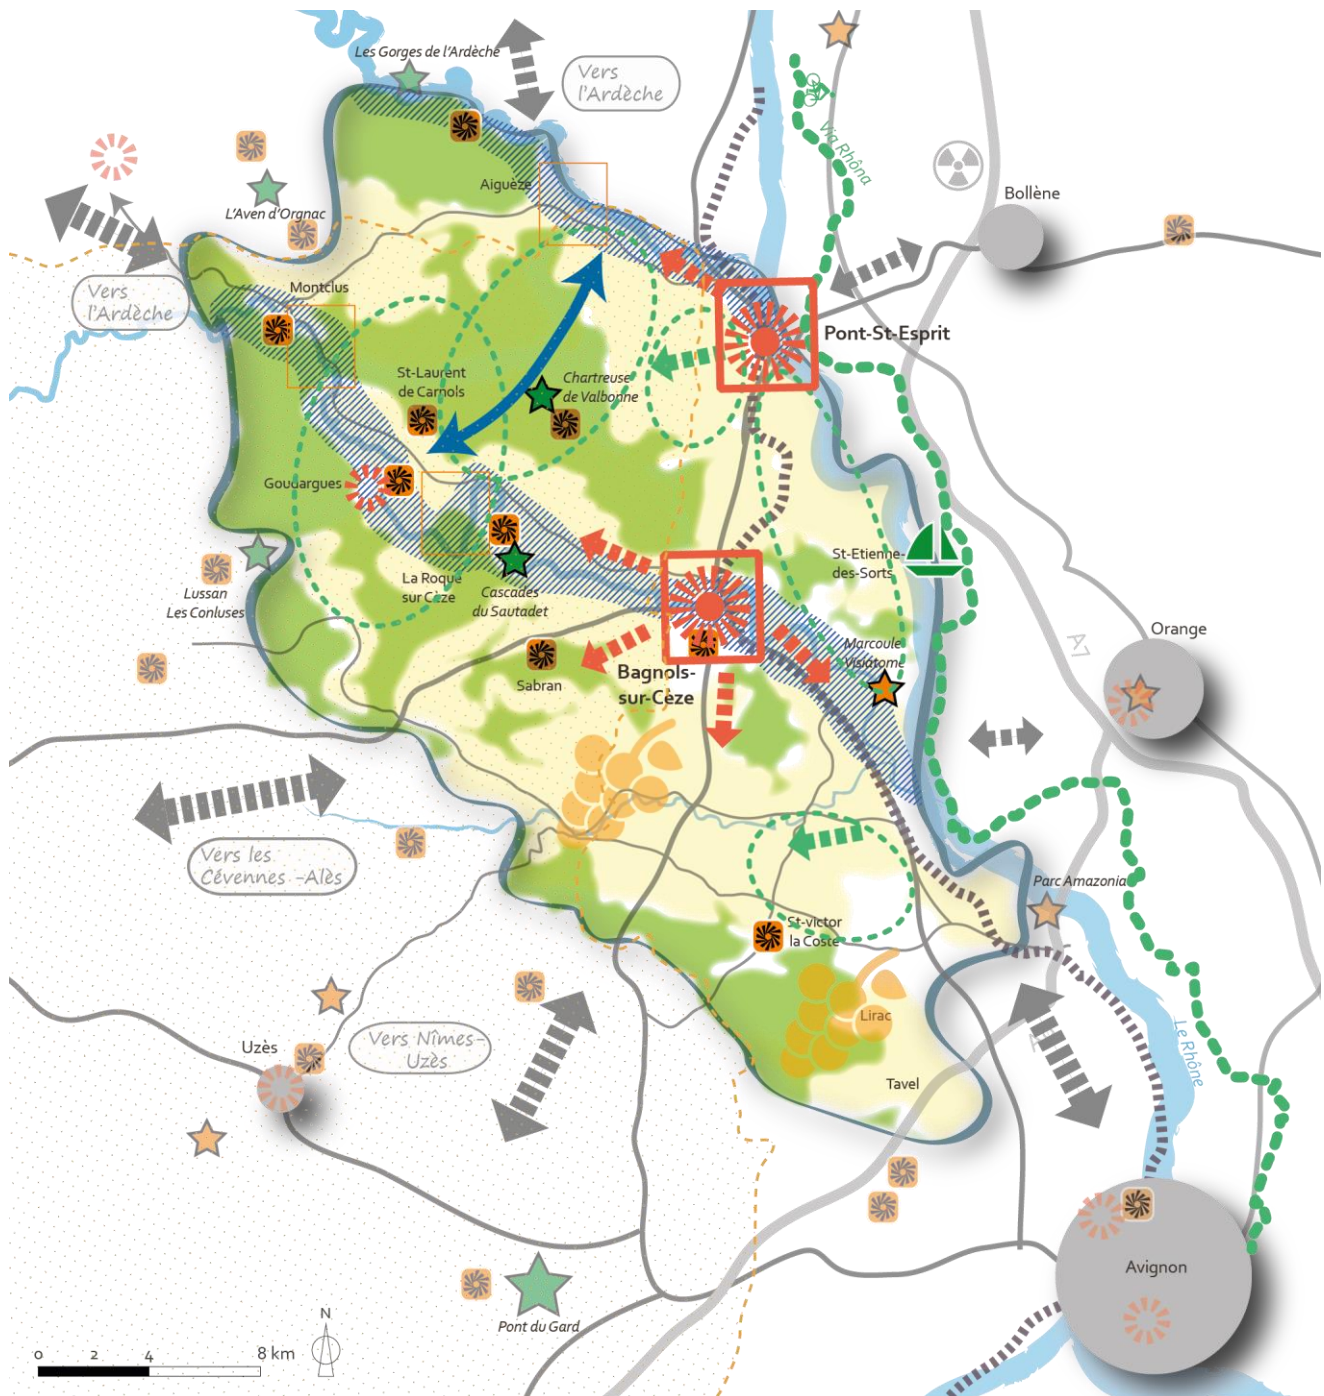 Les Gorges de l'Ardèche
Vers
l'Ardèche
Via Rhôna
Bollène
Aiguèze
L'Aven d'Orgnac
Vers
l'Ardèche
Montclus
Pont-St-Esprit
St-Laurent
de Carnols
Chartreuse
de Valbonne
Goudargues
St-Etienne-
des-Sorts
La Roque
sur Cèze
Cascades
du Sautadet
Lussan
Les Conluses
Marcoule
Visiatome
A7
Orange
Sabran
Bagnols-
sur-Cèze
Vers les
Cévennes -Alès
Parc Amazonia
St-victor
la Coste
Lirac
Le Rhône
Uzès
Vers Nîmes-
Uzès
Tavel
Avignon
Pont du Gard
N
0 2 4 8 km